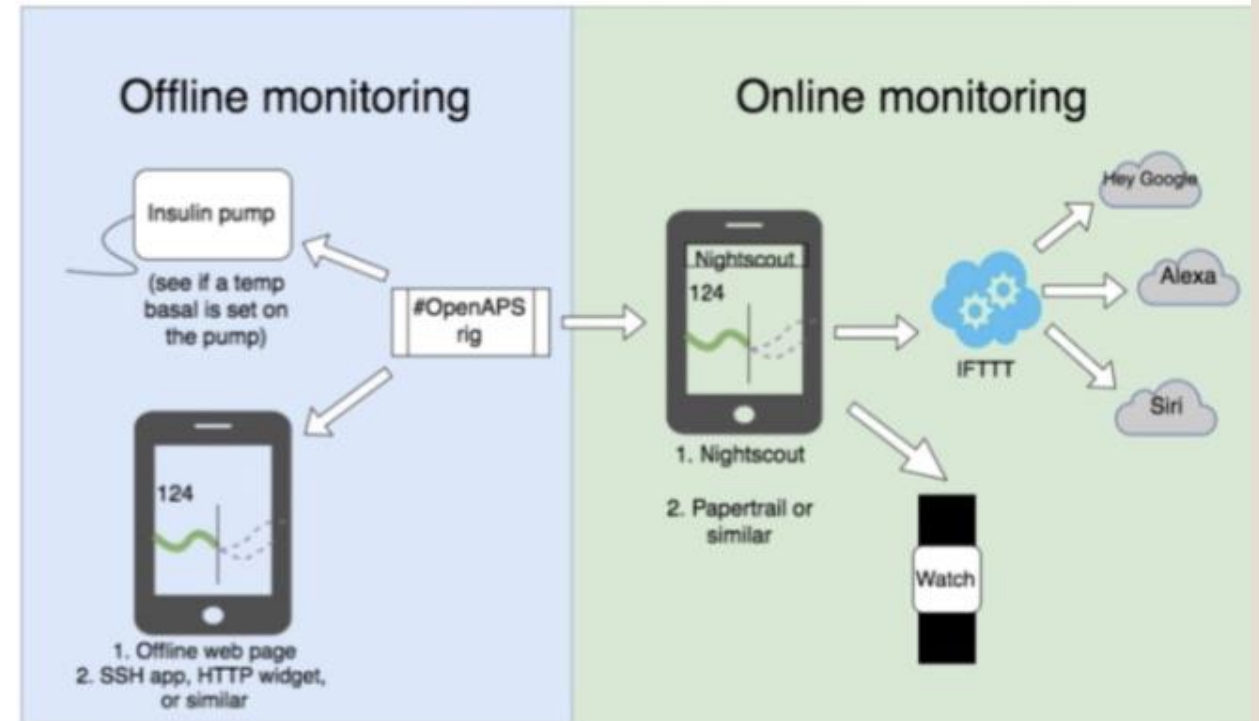 Offline monitoring
Insulin pump
(see if a temp
basal is set on
the pump)
#OpenAPS
rig
124
1. Offline web page
2. SSH app, HTTP widget,
or similar
Online monitoring
Nightscout
124
1. Nightscout
2. Papertrail or
similar
IFTTT
Hey Google
Alexa
Siri
Watch